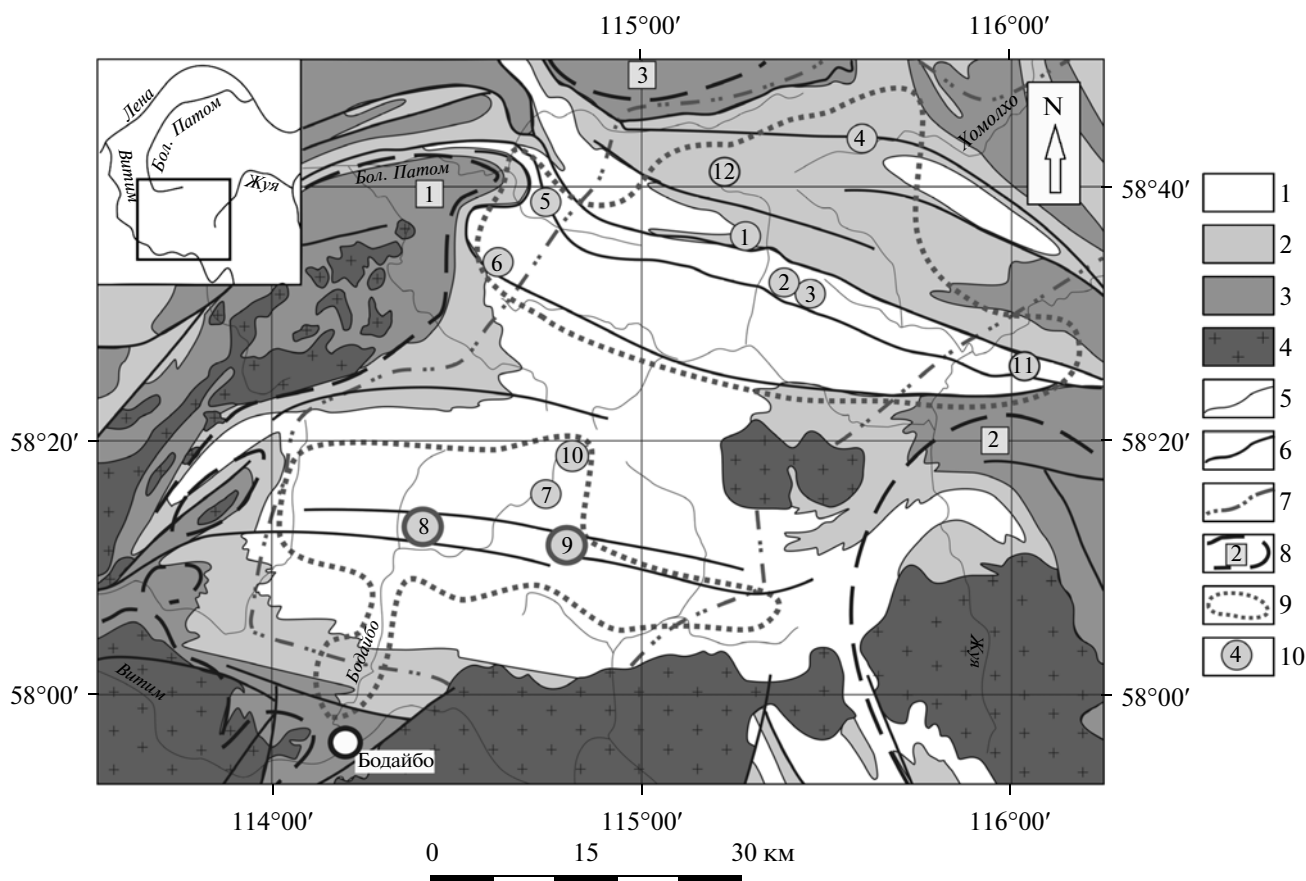 115°00′ 116°00′
Лена
Бол. Патом
Витим
Жуя
3
N
Хомолхо
4
12
Бол. Патом
1
5
58°40′
1
1
6
2
3
2
3
11
4
58°20′
2
58°20′
5
10
6
7
7
8
9
2 8
9
Бодайбо
4 10
Витим
Жуя
58°00′
58°00′
Бодайбо
114°00′ 115°00′ 116°00′
0 15 30 км